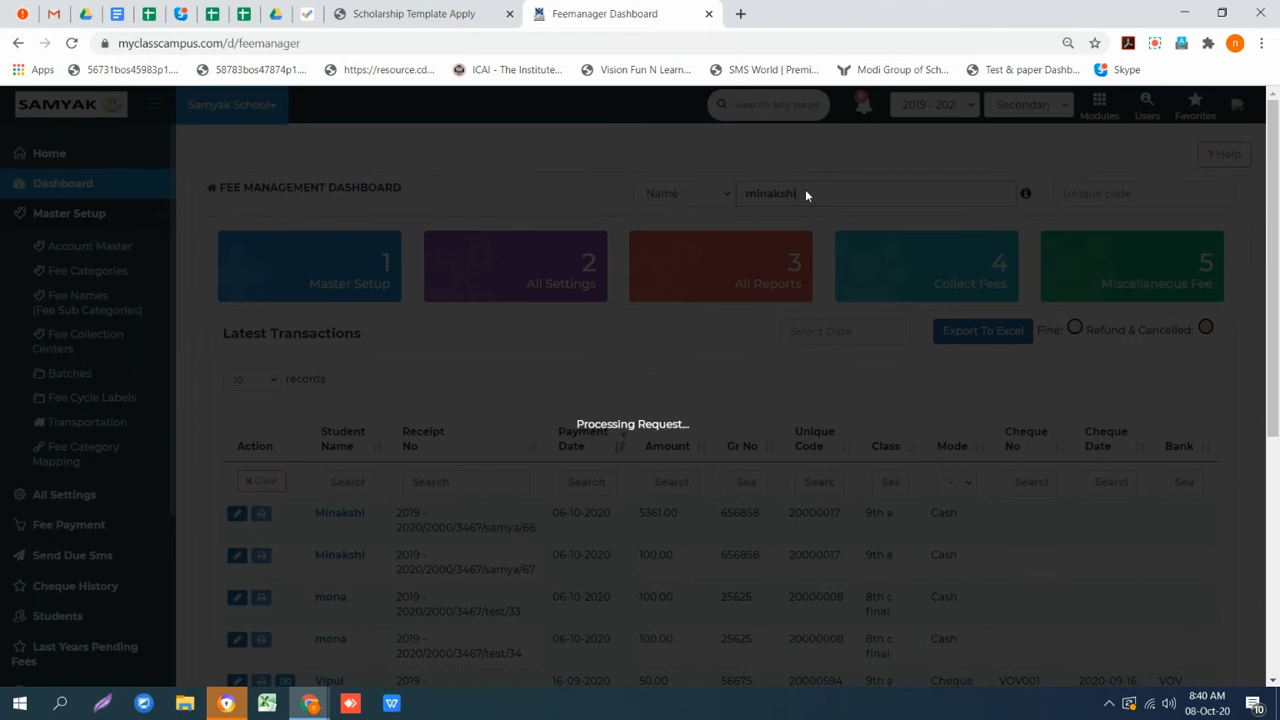 Scholarship Template Apply
Feemanager Dashboard
myclasscampus.com/d/feemanager
Apps
56731bos45983p1....
58783bos47874p1....
https://resource.cd...
ICAI - The Institute...
Vision Fun N Learn...
SMS World | Premi...
Modi Group of Sch...
Test & paper Dashb...
Skype
SAMYAK
Samyak School
Search any page
2019 - 202
Secondary
Modules
Users
Favorites
Home
Dashboard
Master Setup
Account Master
Fee Categories
Fee Names
(Fee Sub Categories)
Fee Collection
Centers
Batches
Fee Cycle Labels
Transportation
Fee Category
Mapping
All Settings
Fee Payment
Send Due Sms
Cheque History
Students
Last Years Pending
Fees
? Help
FEE MANAGEMENT DASHBOARD
Name
minakshi
Unique code
1
Master Setup
2
All Settings
3
All Reports
4
Collect Fees
5
Miscellaneous Fee
Latest Transactions
Select Date
Export To Excel
Fine:
Refund & Cancelled:
10
records
Processing Request...
Action
Student
Name
Receipt
No
Payment
Date
Amount
Gr No
Unique
Code
Class
Mode
Cheque
No
Cheque
Date
Bank
× Clear
Search
Search
Search
Search
Sea
Searc
Sea
-
Search
Search
Sea
Minakshi
2019 -
2020/2000/3467/samya/66
06-10-2020
5361.00
656858
20000017
9th a
Cash
Minakshi
2019 -
2020/2000/3467/samya/67
06-10-2020
100.00
656858
20000017
9th a
Cash
mona
2019 -
2020/2000/3467/test/33
06-10-2020
100.00
25625
20000008
8th c
final
Cash
mona
2019 -
2020/2000/3467/test/34
06-10-2020
100.00
25625
20000008
8th c
final
Cash
Vipul
2019 -
16-09-2020
50.00
56675
20000594
9th a
Cheque
VOV001
2020-09-16
VOV
8:40 AM
08-Oct-20
10